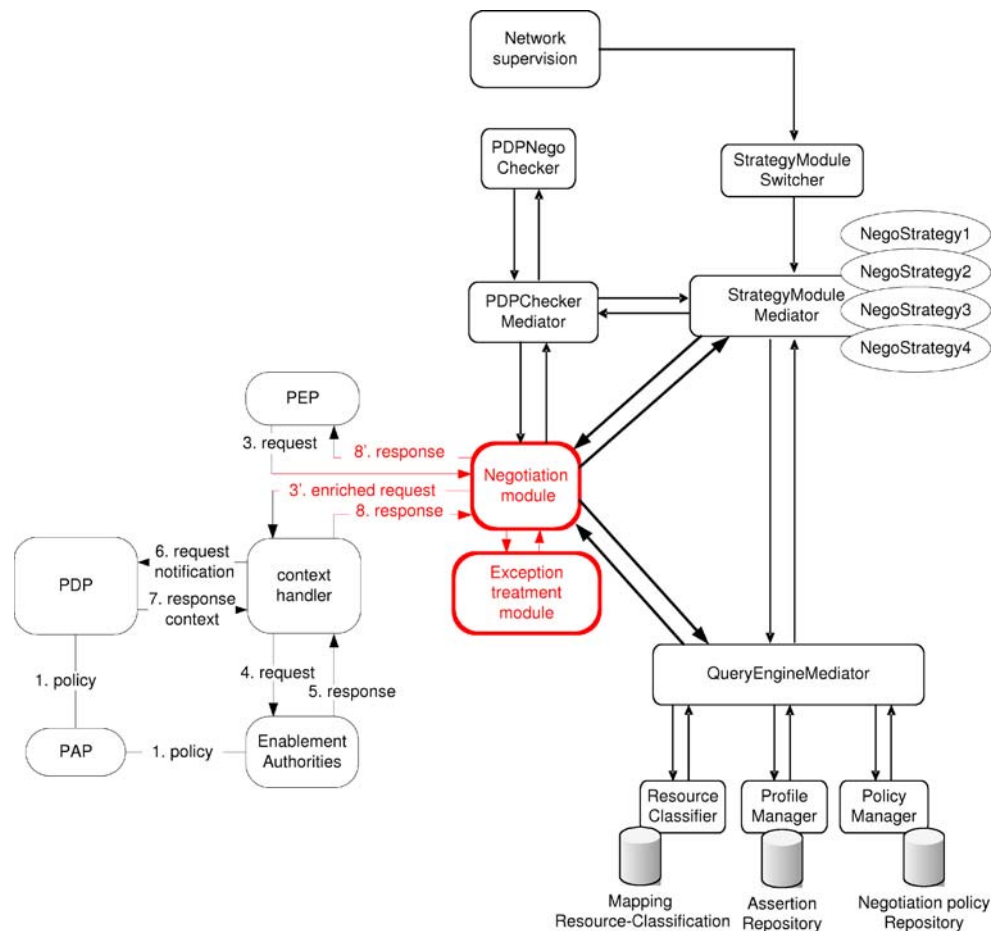 Network
supervision
PDPNego
Checker
StrategyModule
Switcher
NegoStrategy1
NegoStrategy2
NegoStrategy3
NegoStrategy4
PDPChecker
Mediator
StrategyModule
Mediator
PEP
3. request
8'. response
Negotiation
module
3'. enriched request
8. response
6. request
notification
PDP
7. response
context
context
handler
Exception
treatment
module
4. request
5. response
1. policy
QueryEngineMediator
PAP
1. policy
Enablement
Authorities
Resource
Classifier
Profile
Manager
Policy
Manager
Mapping
Resource-Classification
Assertion
Repository
Negotiation policy
Repository